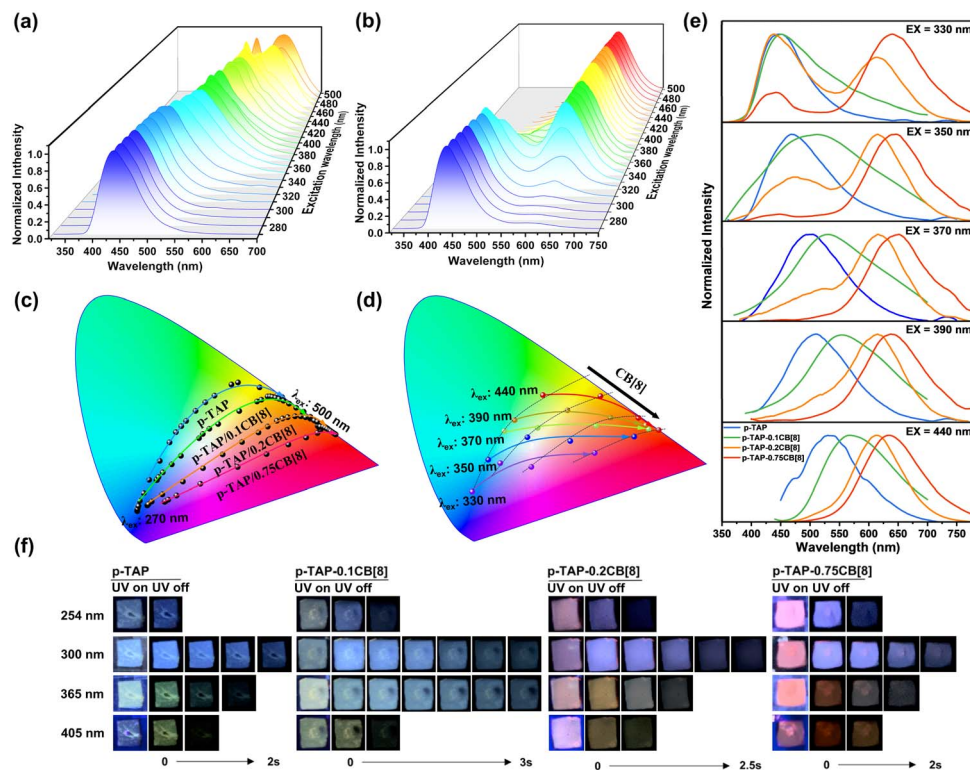 (a)
Normalized Inthensity
1.0
0.8
0.6
0.4
0.2
0.0
350 400 450 500 550 600 650 700
Wavelength (nm)
500
480
460
440
420
400
380
360
340
320
300
280
Excitation wavelength (nm)
(b)
Normalized Inthensity
1.0
0.8
0.6
0.4
0.2
0.0
350 400 450 500 550 600 650 700 750
Wavelength (nm)
500
480
460
440
420
400
380
360
340
320
300
280
Excitation wavelength (nm)
(c)
p-TAP
p-TAP/0.1CB[8]
p-TAP/0.2CB[8]
p-TAP/0.75CB[8]
λex: 500 nm
λex: 270 nm
(d)
CB[8]
λex: 440 nm
λex: 390 nm
λex: 370 nm
λex: 350 nm
λex: 330 nm
(e)
Normalized Intensity
EX = 330 nm
EX = 350 nm
EX = 370 nm
EX = 390 nm
p-TAP
p-TAP-0.1CB[8]
p-TAP-0.2CB[8]
p-TAP-0.75CB[8]
EX = 440 nm
350 400 450 500 550 600 650 700 750
Wavelength (nm)
(f)
p-TAP p-TAP-0.1CB[8] p-TAP-0.2CB[8] p-TAP-0.75CB[8]
UV on UV off UV on UV off UV on UV off UV on UV off
254 nm
300 nm
365 nm
405 nm
0 2s 0 3s 0 2.5s 0 2s